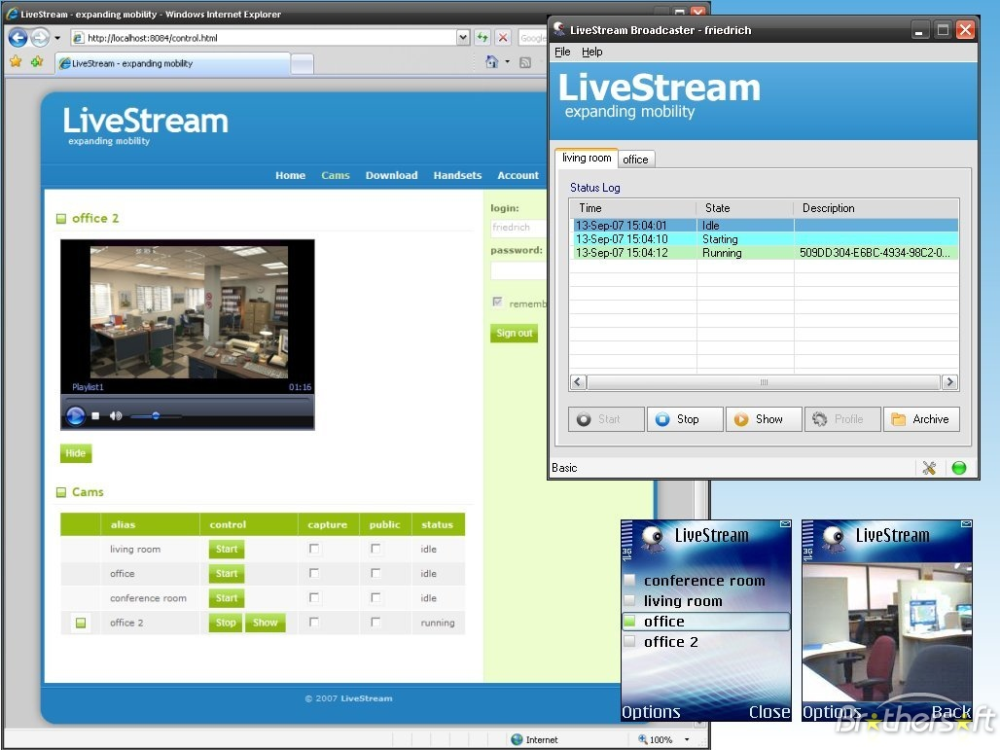 LiveStream - expanding mobility - Windows Internet Explorer
http://localhost:8084/control.html
Google
LiveStream - expanding mobility
LiveStream
expanding mobility
Home Cams Download Handsets Account
office 2
Playlist1 01:16
Hide
Cams
alias control capture public status
living room Start idle
office Start idle
conference room Start idle
office 2 Stop Show running
login:
friedrich
password:
rememb
Sign out
© 2007 LiveStream
Internet 100%
LiveStream Broadcaster - friedrich
File Help
LiveStream
expanding mobility
living room office
Status Log
Time State Description
13-Sep-07 15:04:01 Idle
13-Sep-07 15:04:10 Starting
13-Sep-07 15:04:12 Running 509DD304-E6BC-4934-98C2-0...
Start Stop Show Profile Archive
Basic
3G
LiveStream
conference room
living room
office
office 2
Options Close
3G
LiveStream
Options Back
Brothersoft